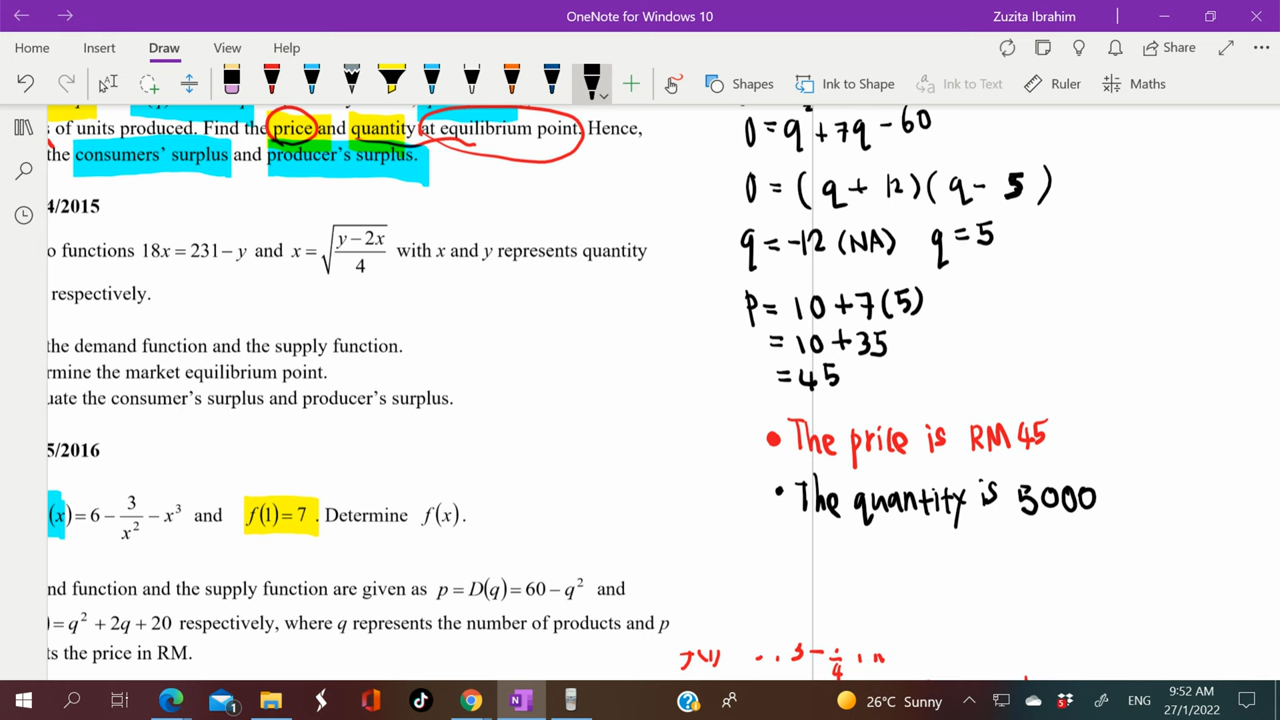 OneNote for Windows 10
Zuzita Ibrahim
Home Insert Draw View Help
Share
Shapes Ink to Shape Ink to Text Ruler Maths
of units produced. Find the price and quantity at equilibrium point. Hence,
the consumers' surplus and producer's surplus.
4/2015
o functions 18x = 231 − y and x = √((y − 2x)/4) with x and y represents quantity
respectively.
the demand function and the supply function.
rmine the market equilibrium point.
uate the consumer's surplus and producer's surplus.
5/2016
(x) = 6 − 3/x² − x³ and f(1) = 7. Determine f(x).
nd function and the supply function are given as p = D(q) = 60 − q² and
) = q² + 2q + 20 respectively, where q represents the number of products and p
ts the price in RM.
0 = q² + 7q − 60
0 = (q + 12)(q − 5)
q = −12 (NA) q = 5
p = 10 + 7(5)
= 10 + 35
= 45
• The price is RM 45
• The quantity is 5000
26°C Sunny
ENG
9:52 AM
27/1/2022